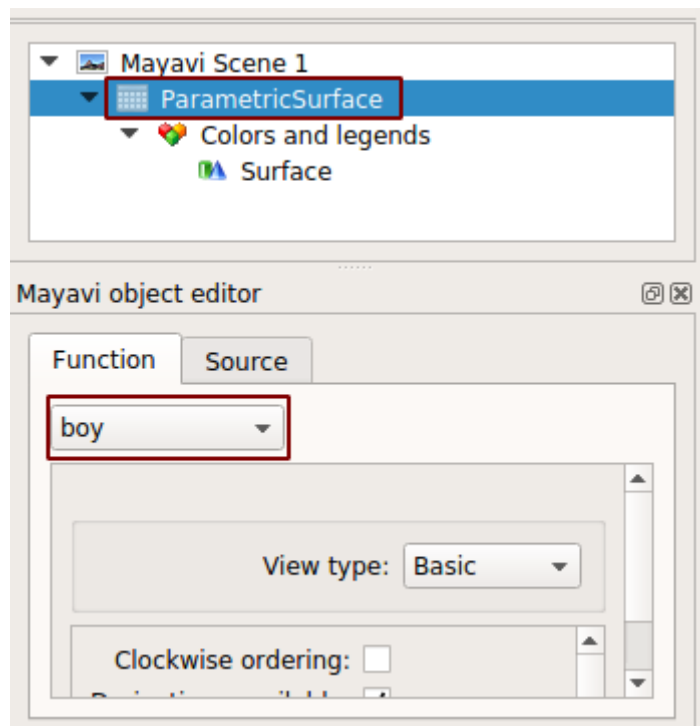 Mayavi Scene 1
ParametricSurface
Colors and legends
Surface
Mayavi object editor
Function Source
boy
View type: Basic
Clockwise ordering: